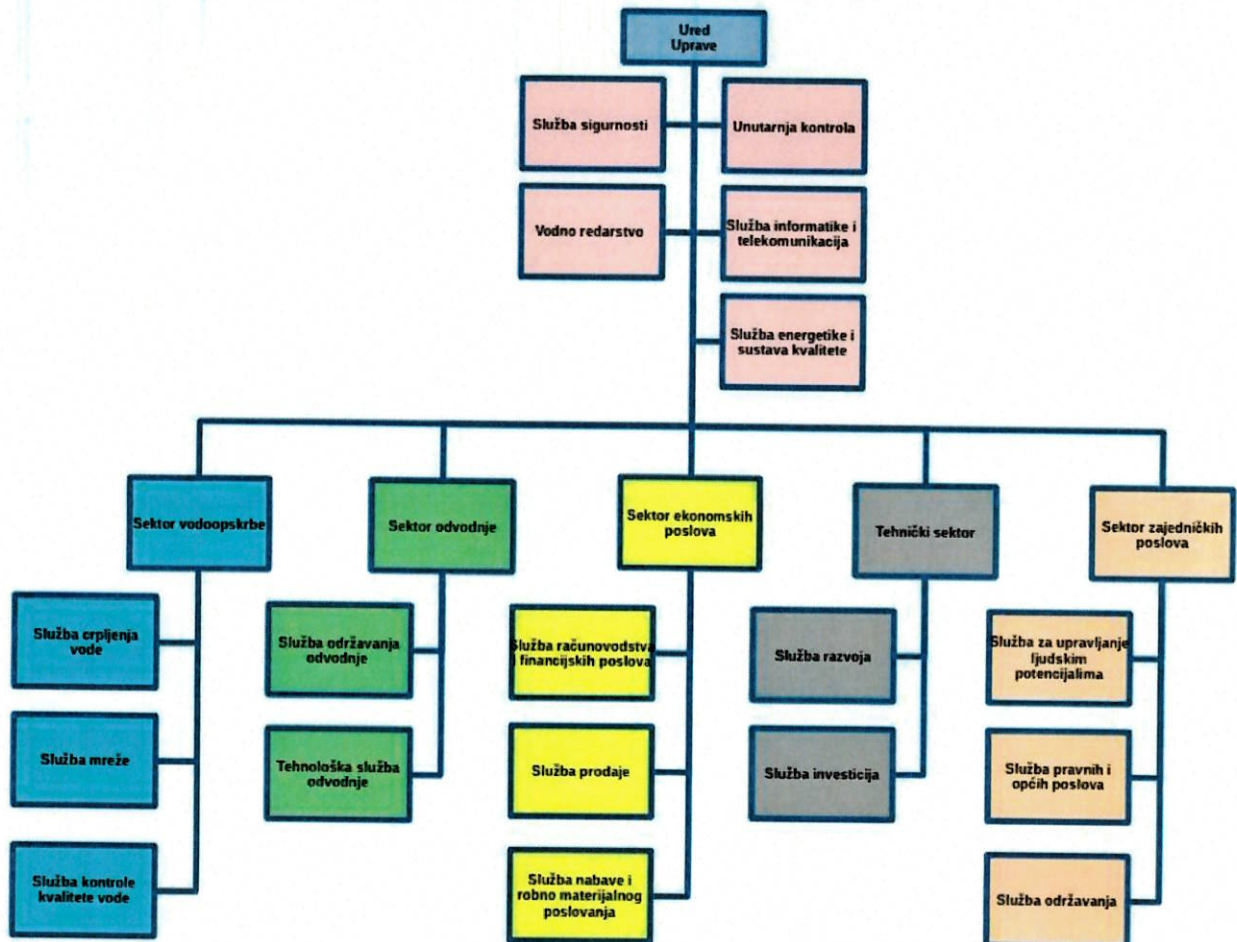 Ured
Uprave
Služba sigurnosti
Unutarnja kontrola
Vodno redarstvo
Služba informatike i
telekomunikacija
Služba energetike i
sustava kvalitete
Sektor vodoopskrbe
Sektor odvodnje
Sektor ekonomskih
poslova
Tehnički sektor
Sektor zajedničkih
poslova
Služba crpljenja
vode
Služba mreže
Služba kontrole
kvalitete vode
Služba održavanja
odvodnje
Tehnološka služba
odvodnje
Služba računovodstva
i financijskih poslova
Služba prodaje
Služba nabave i
robno materijalnog
poslovanja
Služba razvoja
Služba investicija
Služba za upravljanje
ljudskim
potencijalima
Služba pravnih i
općih poslova
Služba održavanja